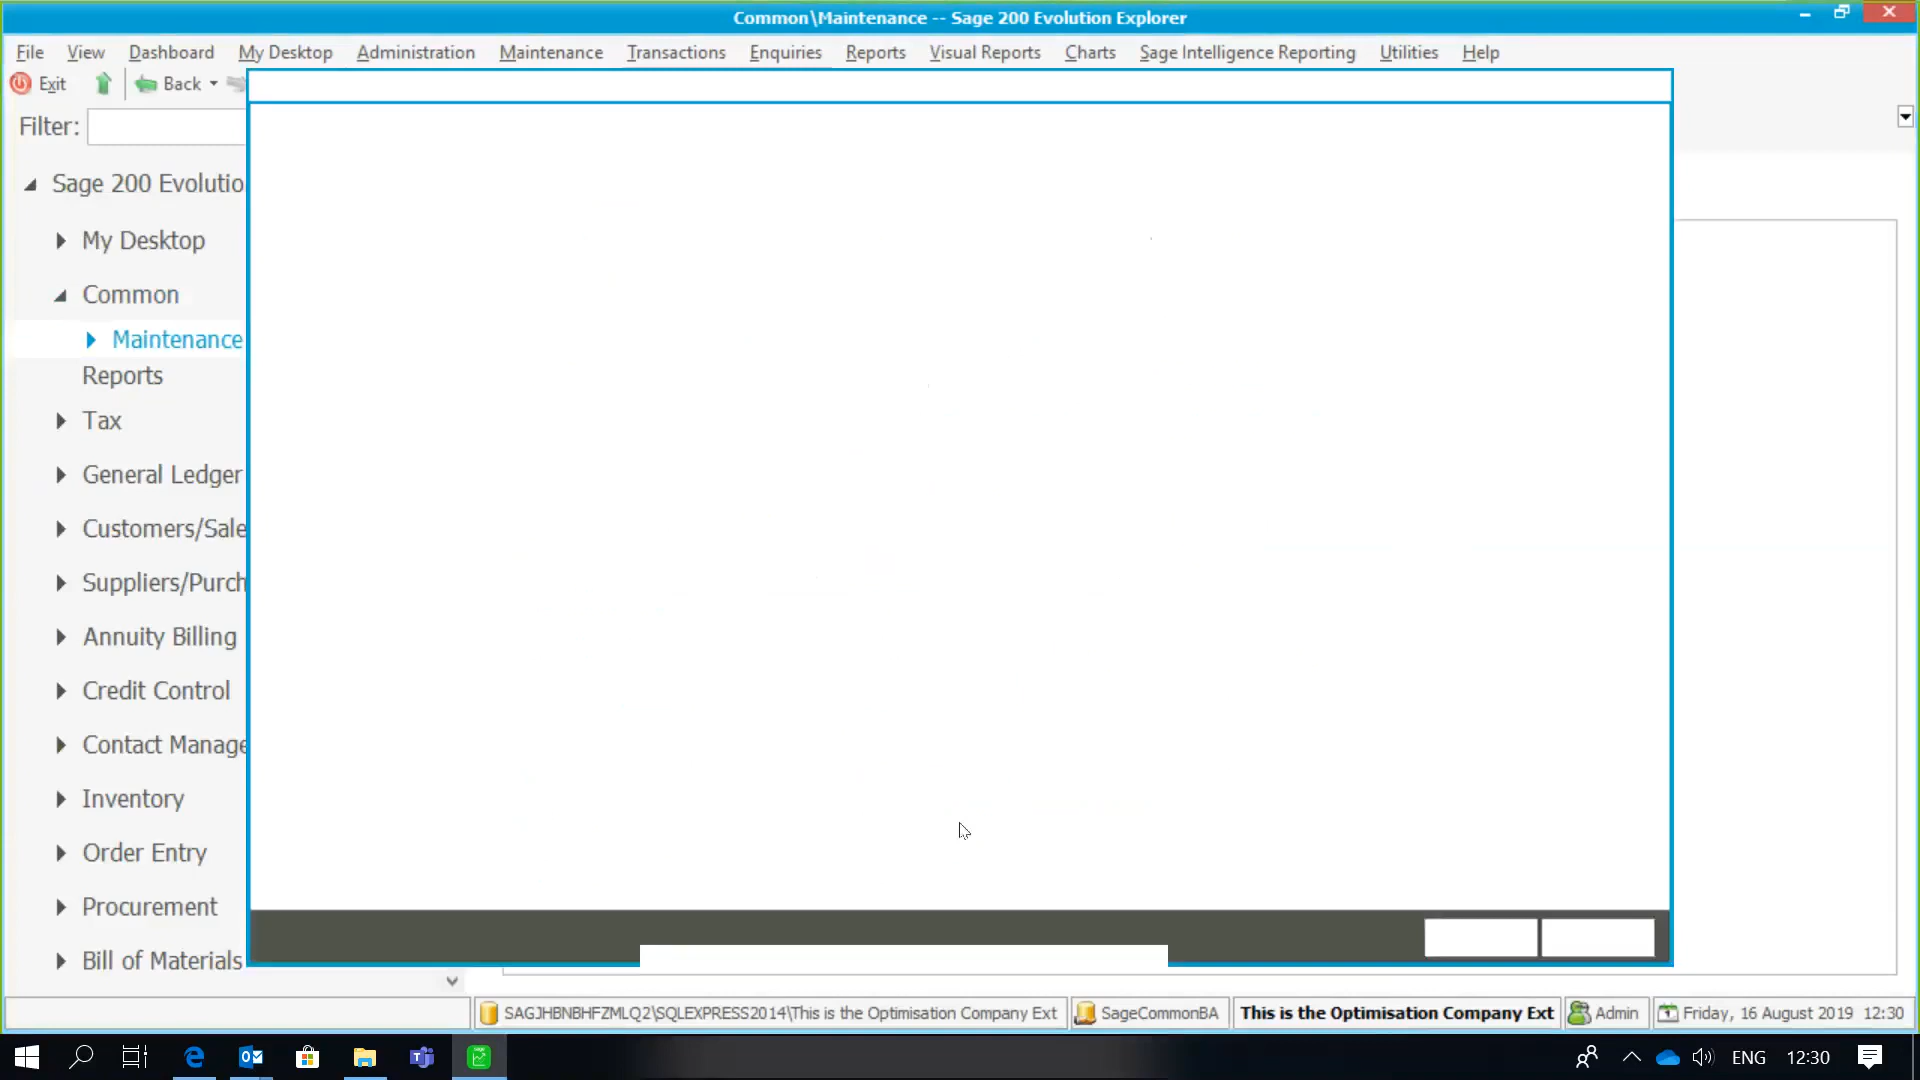 Common\Maintenance -- Sage 200 Evolution Explorer
File View Dashboard My Desktop Administration Maintenance Transactions Enquiries Reports Visual Reports Charts Sage Intelligence Reporting Utilities Help
Exit Back
Filter:
Sage 200 Evolutio
My Desktop
Common
Maintenance
Reports
Tax
General Ledger
Customers/Sale
Suppliers/Purch
Annuity Billing
Credit Control
Contact Manage
Inventory
Order Entry
Procurement
Bill of Materials
SAGJHBNBHFZMLQ2\SQLEXPRESS2014\This is the Optimisation Company Ext SageCommonBA This is the Optimisation Company Ext Admin Friday, 16 August 2019 12:30
ENG 12:30